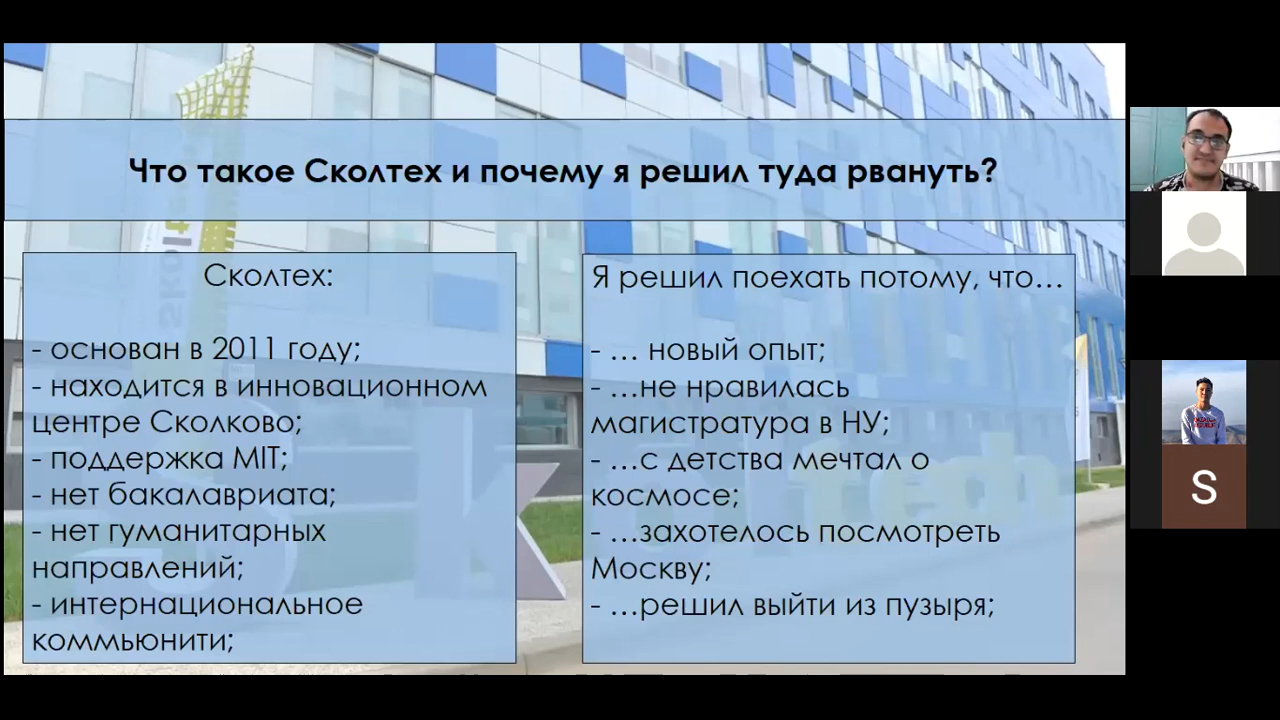 Что такое Сколтех и почему я решил туда рвануть?
Сколтех:
- основан в 2011 году;
- находится в инновационном
центре Сколково;
- поддержка MIT;
- нет бакалавриата;
- нет гуманитарных
направлений;
- интернациональное
коммьюнити;
Я решил поехать потому, что…
- … новый опыт;
- …не нравилась
магистратура в НУ;
- …с детства мечтал о
космосе;
- …захотелось посмотреть
Москву;
- …решил выйти из пузыря;
Skoltech
S